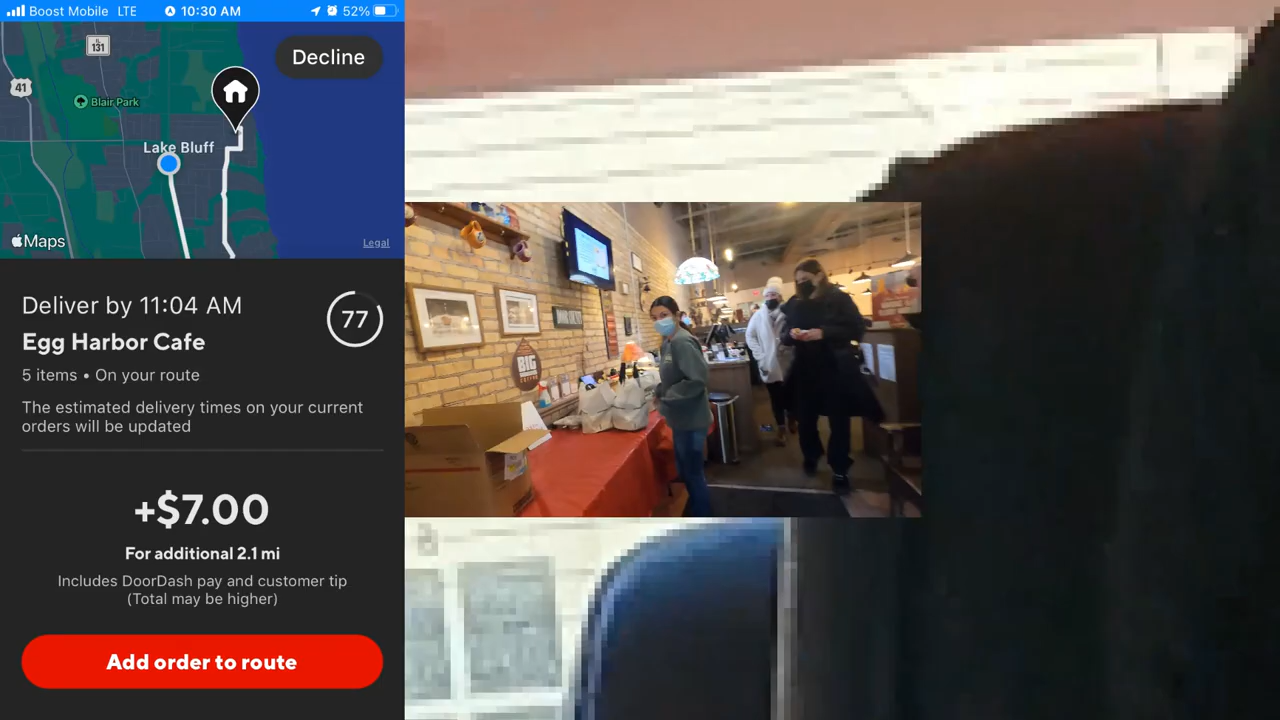 Boost Mobile LTE 10:30 AM 52%
IL
131
Decline
41
Blair Park
Lake Bluff
Maps
Legal
Deliver by 11:04 AM
77
Egg Harbor Cafe
5 items • On your route
The estimated delivery times on your current
orders will be updated
+$7.00
For additional 2.1 mi
Includes DoorDash pay and customer tip
(Total may be higher)
Add order to route
BIG